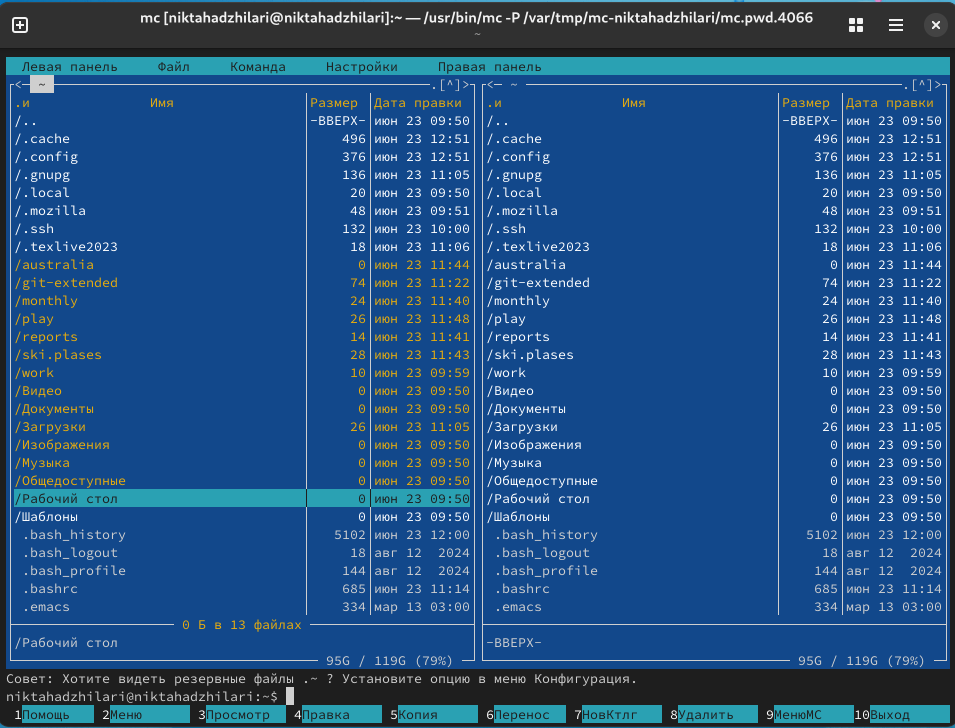 mc [niktahadzhilari@niktahadzhilari]:~ — /usr/bin/mc -P /var/tmp/mc-niktahadzhilari/mc.pwd.4066
~
Левая панель Файл Команда Настройки Правая панель
<— ~ .[^]> <— ~ .[^]>
.и Имя Размер Дата правки .и Имя Размер Дата правки
/.. -ВВЕРХ- июн 23 09:50 /.. -ВВЕРХ- июн 23 09:50
/.cache 496 июн 23 12:51 /.cache 496 июн 23 12:51
/.config 376 июн 23 12:51 /.config 376 июн 23 12:51
/.gnupg 136 июн 23 11:05 /.gnupg 136 июн 23 11:05
/.local 20 июн 23 09:50 /.local 20 июн 23 09:50
/.mozilla 48 июн 23 09:51 /.mozilla 48 июн 23 09:51
/.ssh 132 июн 23 10:00 /.ssh 132 июн 23 10:00
/.texlive2023 18 июн 23 11:06 /.texlive2023 18 июн 23 11:06
/australia 0 июн 23 11:44 /australia 0 июн 23 11:44
/git-extended 74 июн 23 11:22 /git-extended 74 июн 23 11:22
/monthly 24 июн 23 11:40 /monthly 24 июн 23 11:40
/play 26 июн 23 11:48 /play 26 июн 23 11:48
/reports 14 июн 23 11:41 /reports 14 июн 23 11:41
/ski.plases 28 июн 23 11:43 /ski.plases 28 июн 23 11:43
/work 10 июн 23 09:59 /work 10 июн 23 09:59
/Видео 0 июн 23 09:50 /Видео 0 июн 23 09:50
/Документы 0 июн 23 09:50 /Документы 0 июн 23 09:50
/Загрузки 26 июн 23 11:05 /Загрузки 26 июн 23 11:05
/Изображения 0 июн 23 09:50 /Изображения 0 июн 23 09:50
/Музыка 0 июн 23 09:50 /Музыка 0 июн 23 09:50
/Общедоступные 0 июн 23 09:50 /Общедоступные 0 июн 23 09:50
/Рабочий стол 0 июн 23 09:50 /Рабочий стол 0 июн 23 09:50
/Шаблоны 0 июн 23 09:50 /Шаблоны 0 июн 23 09:50
.bash_history 5102 июн 23 12:00 .bash_history 5102 июн 23 12:00
.bash_logout 18 авг 12 2024 .bash_logout 18 авг 12 2024
.bash_profile 144 авг 12 2024 .bash_profile 144 авг 12 2024
.bashrc 685 июн 23 11:14 .bashrc 685 июн 23 11:14
.emacs 334 мар 13 03:00 .emacs 334 мар 13 03:00
0 Б в 13 файлах
/Рабочий стол -ВВЕРХ-
95G / 119G (79%) 95G / 119G (79%)
Совет: Хотите видеть резервные файлы .~ ? Установите опцию в меню Конфигурация.
niktahadzhilari@niktahadzhilari:~$
1Помощь 2Меню 3Просмотр 4Правка 5Копия 6Перенос 7НовКтлг 8Удалить 9МенюMC 10Выход